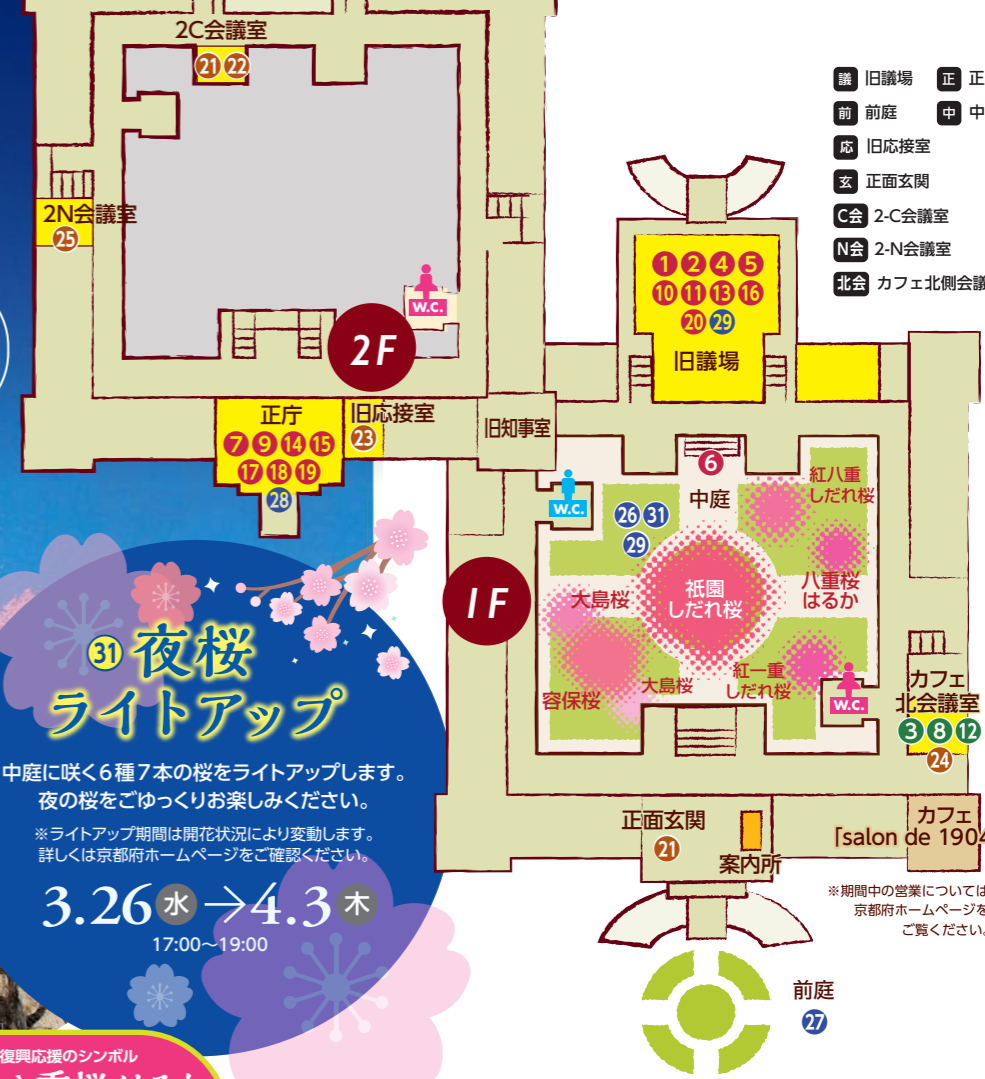 2C会議室
21 22
2N会議室
25
W.C.
2F
正庁
7 9 14 15
17 18 19
28
旧応接室
23
旧知事室
議 旧議場 正 正
前 前庭 中 中
応 旧応接室
玄 正面玄関
C会 2-C会議室
N会 2-N会議室
北会 カフェ北側会議
1 2 4 5
10 11 13 16
20 29
旧議場
6
中庭
W.C.
26 31
29
紅八重
しだれ桜
祇園
しだれ桜
八重桜
はるか
大島桜
容保桜
大島桜
紅一重
しだれ桜
W.C.
1F
カフェ
北会議室
3 8 12
24
正面玄関
21
案内所
カフェ
「salon de 1904
※期間中の営業については
京都府ホームページを
ご覧ください。
前庭
27
31 夜桜
ライトアップ
中庭に咲く6種7本の桜をライトアップします。
夜の桜をごゆっくりお楽しみください。
※ライトアップ期間は開花状況により変動します。
詳しくは京都府ホームページをご確認ください。
3.26 水 →4.3 木
17:00～19:00
復興応援のシンボル